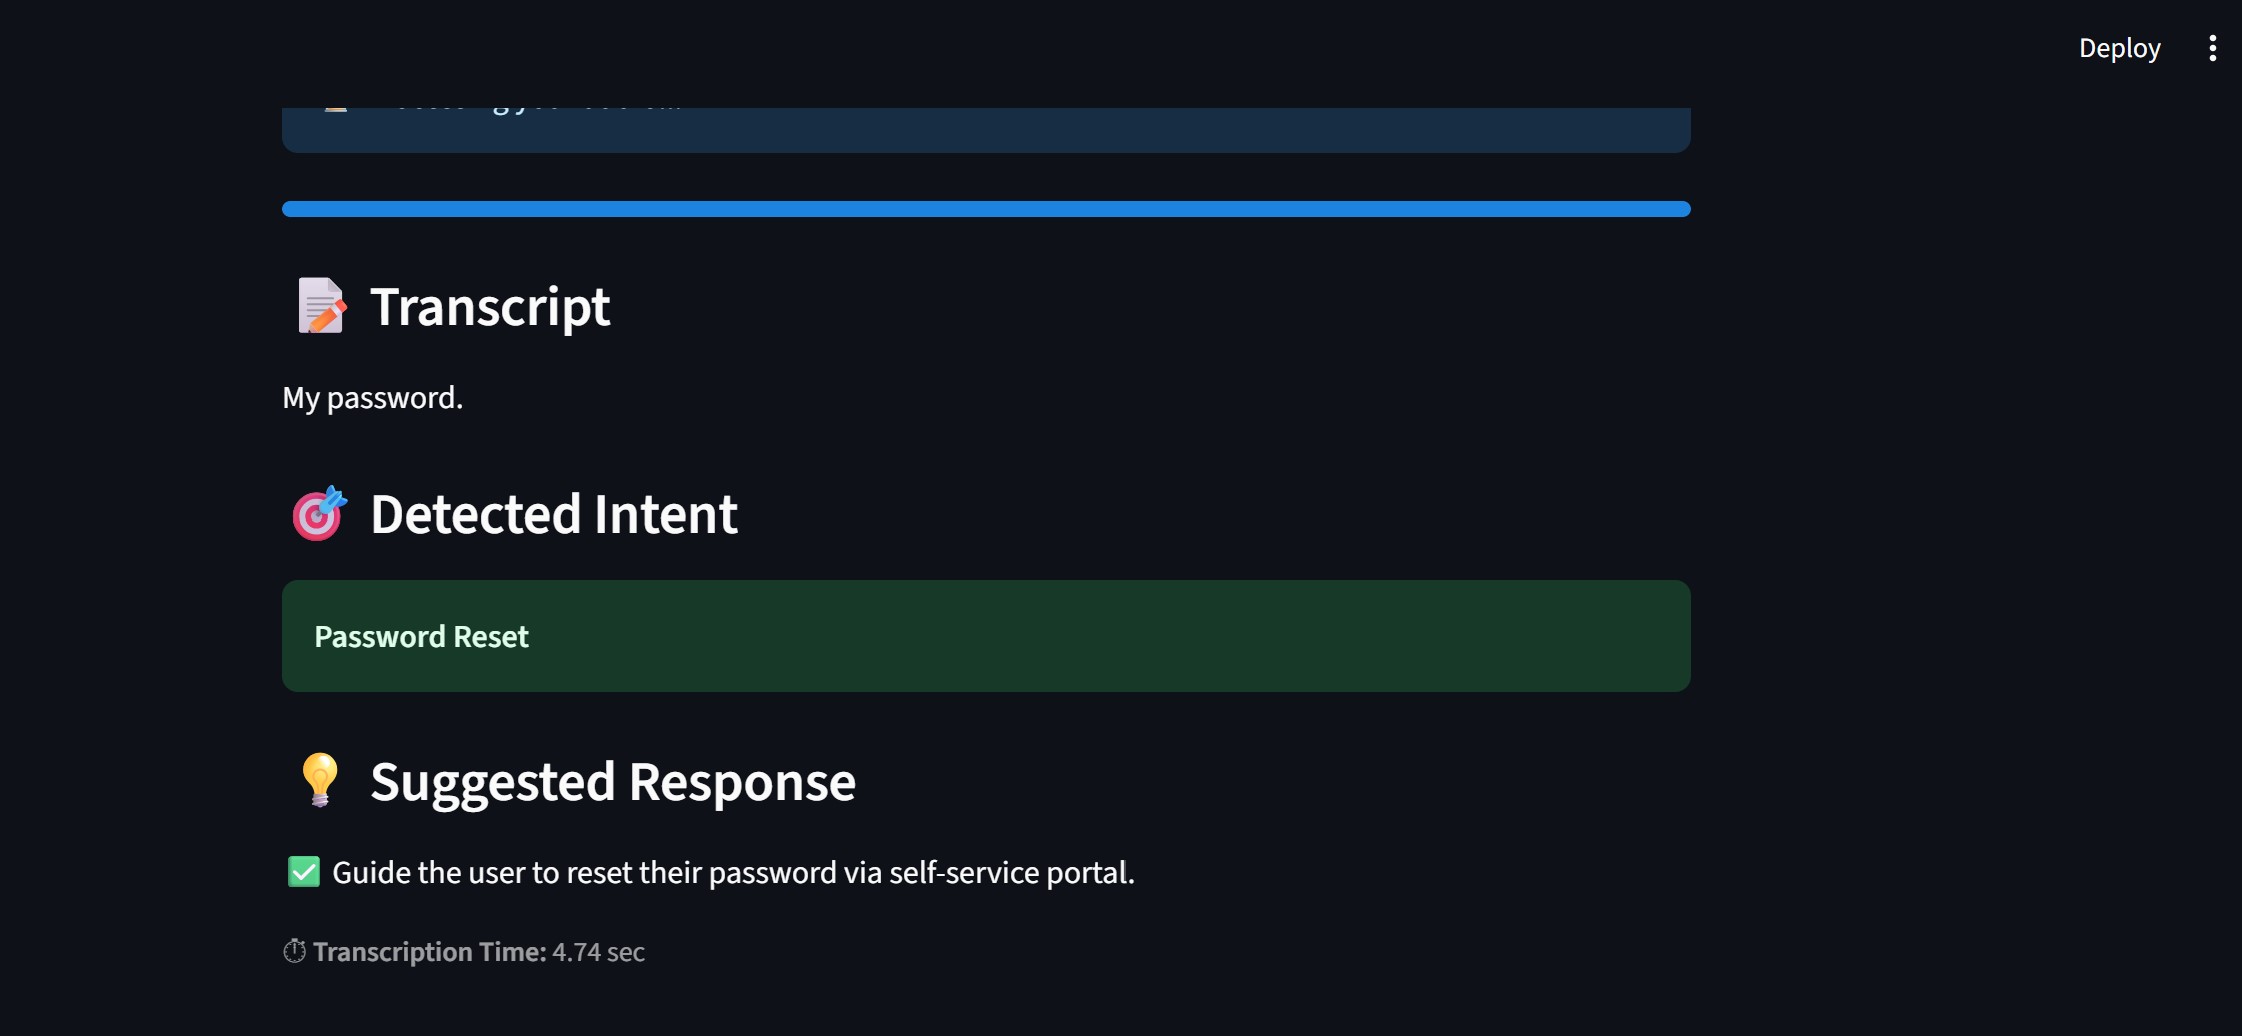 Deploy
Transcript
My password.
Detected Intent
Password Reset
Suggested Response
Guide the user to reset their password via self-service portal.
Transcription Time: 4.74 sec